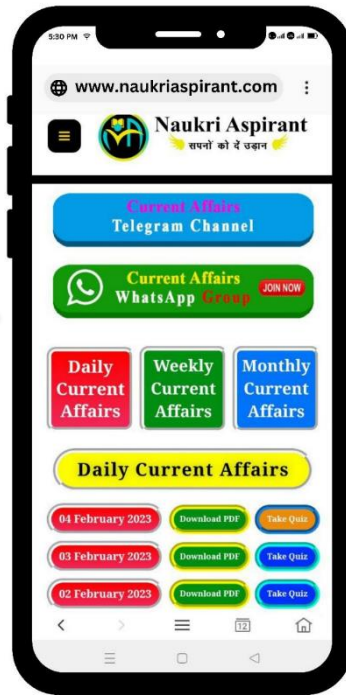 5:30 PM
www.naukriaspirant.com
Naukri Aspirant
सपनों को दें उड़ान
Current Affairs
Telegram Channel
Current Affairs
WhatsApp Group
JOIN NOW
Daily Current Affairs
Weekly Current Affairs
Monthly Current Affairs
Daily Current Affairs
04 February 2023 Download PDF Take Quiz
03 February 2023 Download PDF Take Quiz
02 February 2023 Download PDF Take Quiz
12